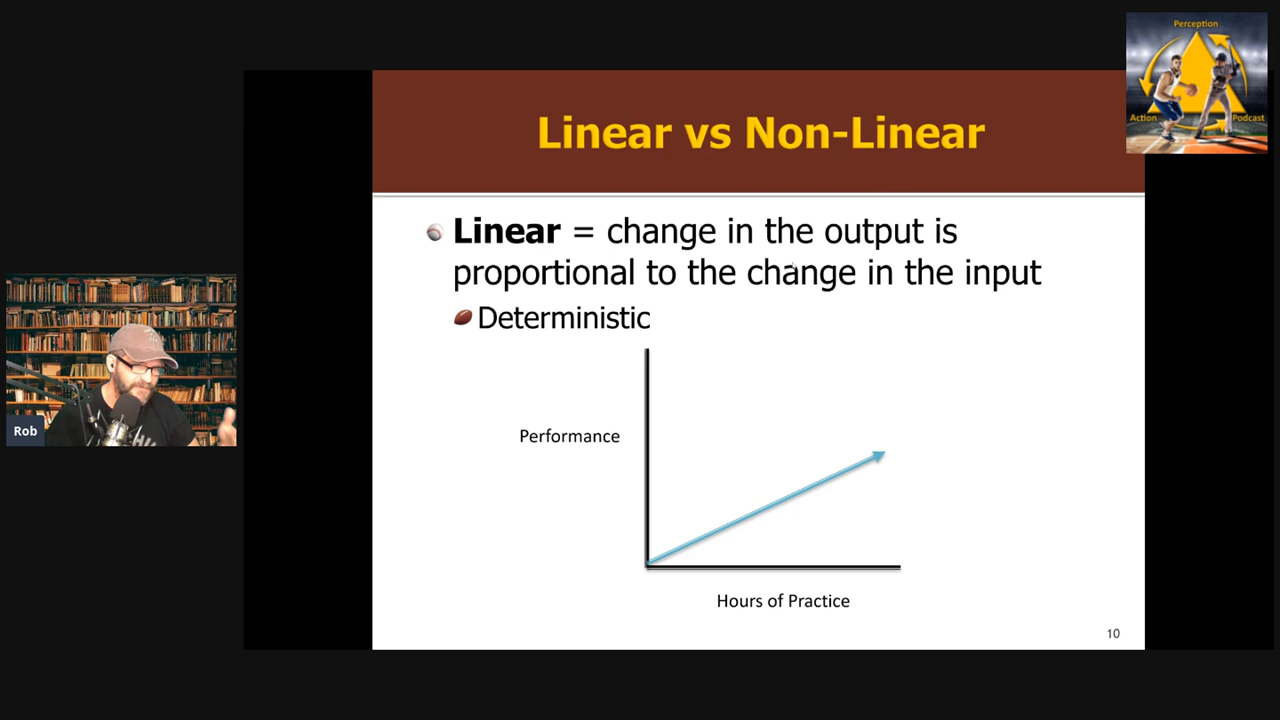 Perception
Action
Podcast
Linear vs Non-Linear
Linear = change in the output is
proportional to the change in the input
Deterministic
Performance
Hours of Practice
10
Rob